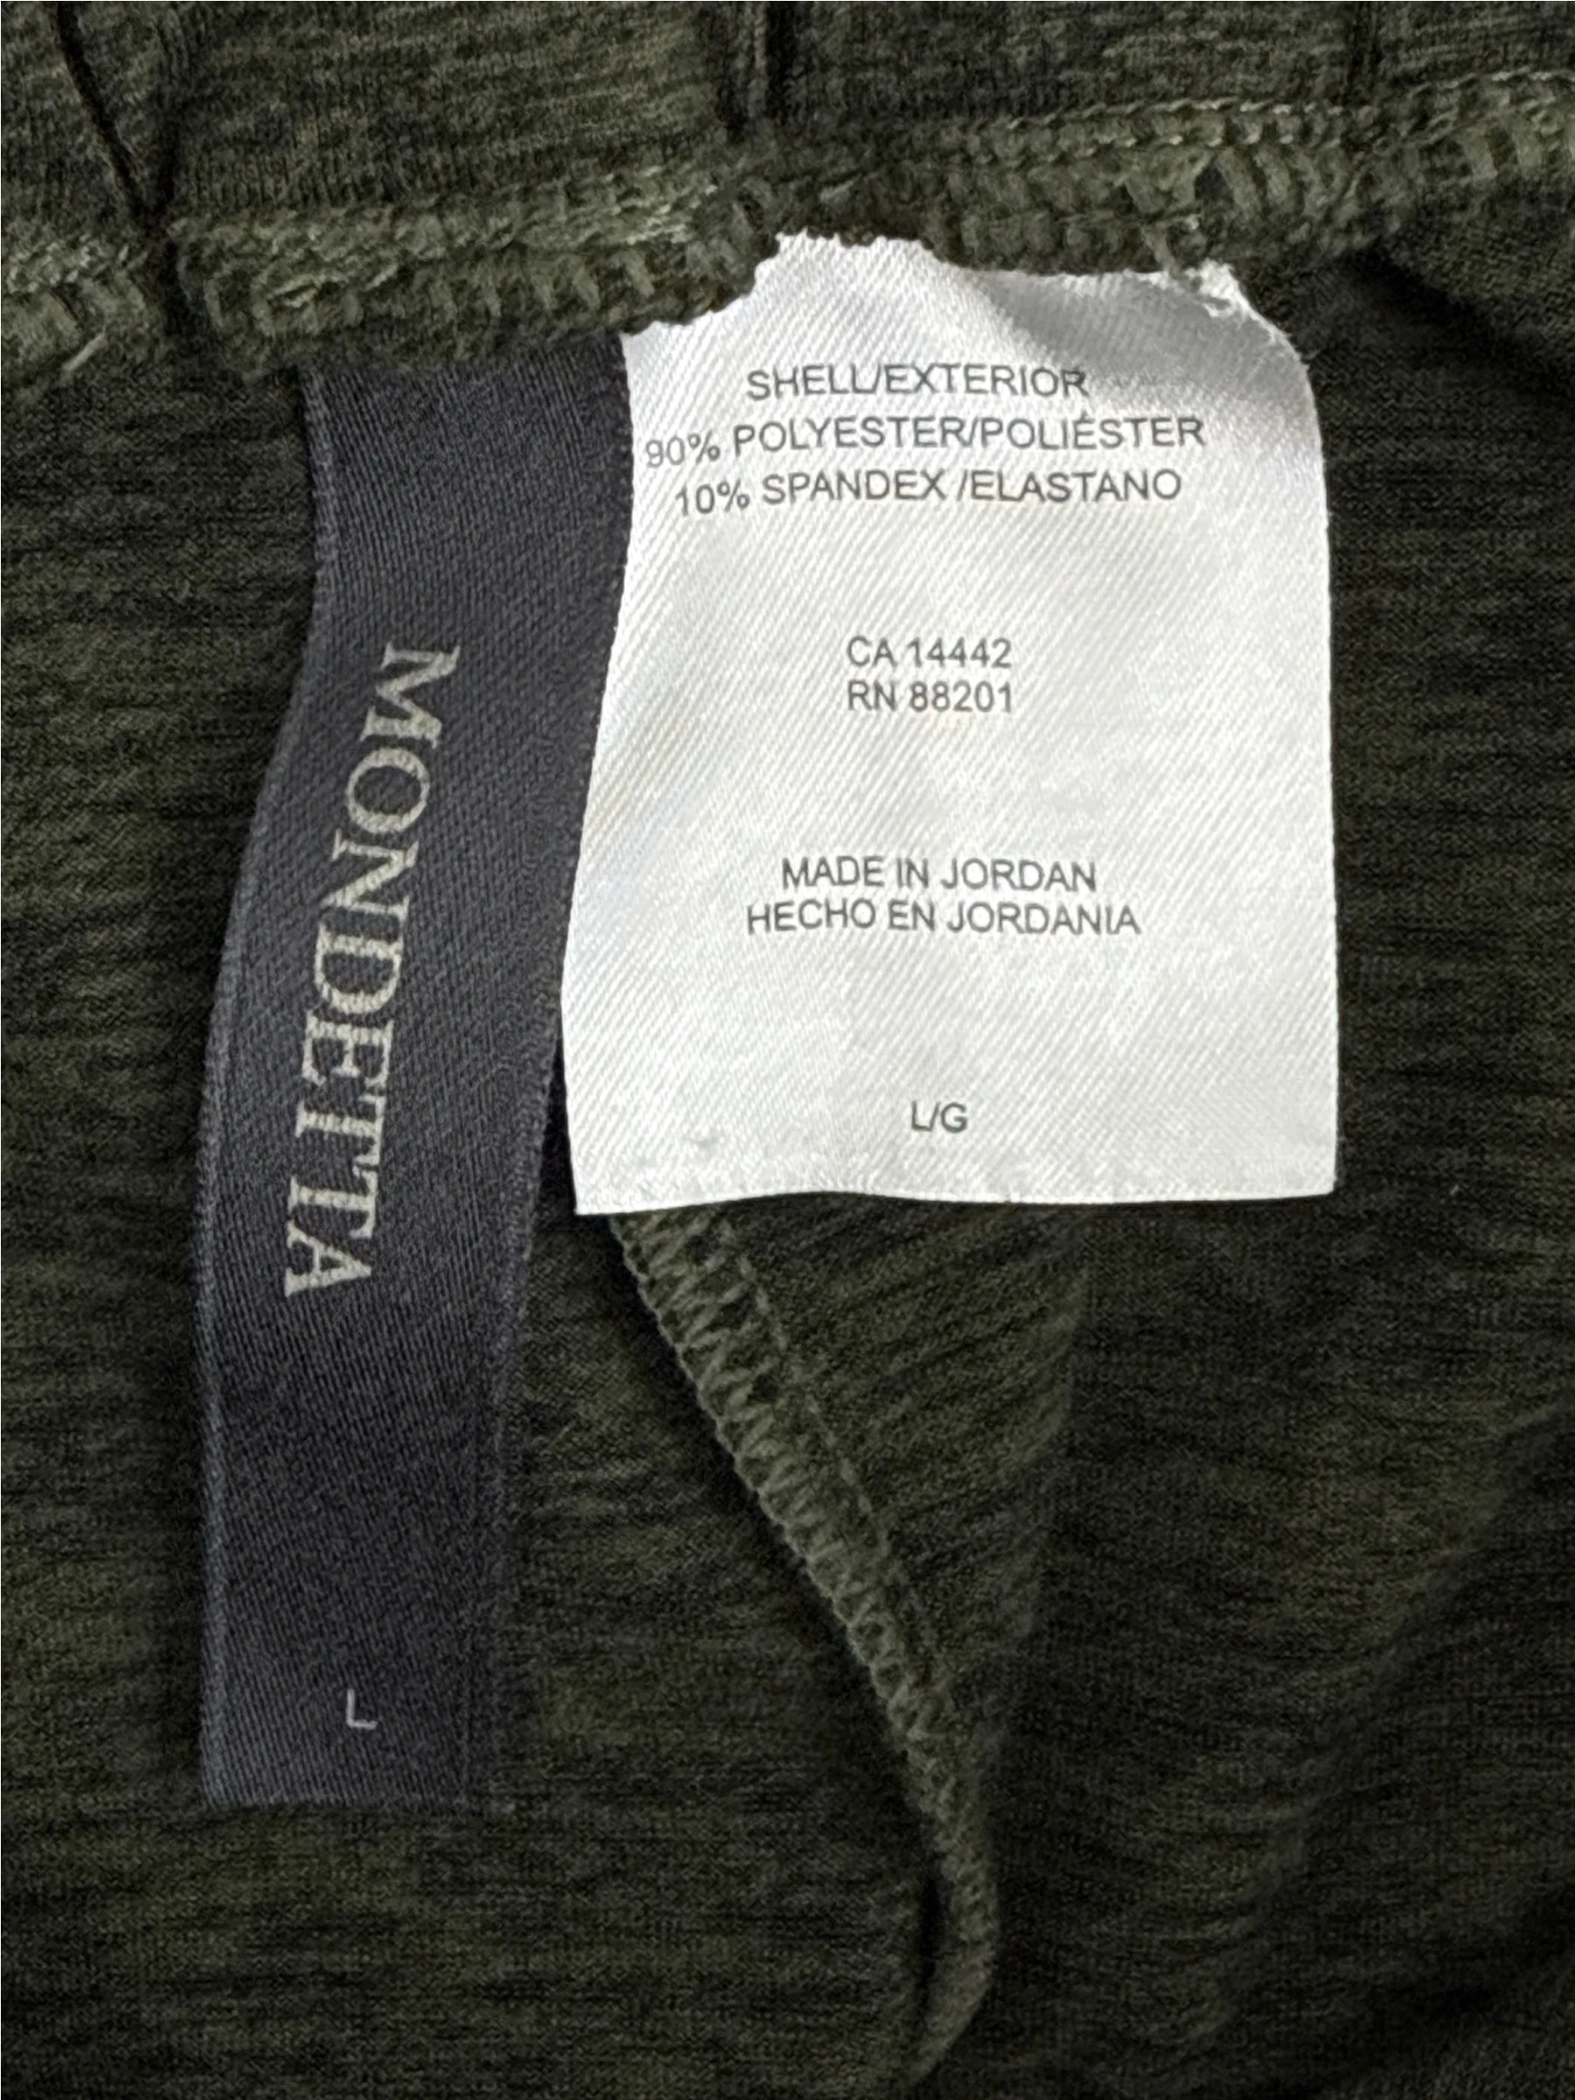 MONDETTA
L
SHELL/EXTERIOR
90% POLYESTER/POLIÉSTER
10% SPANDEX /ELASTANO
CA 14442
RN 88201
MADE IN JORDAN
HECHO EN JORDANIA
L/G